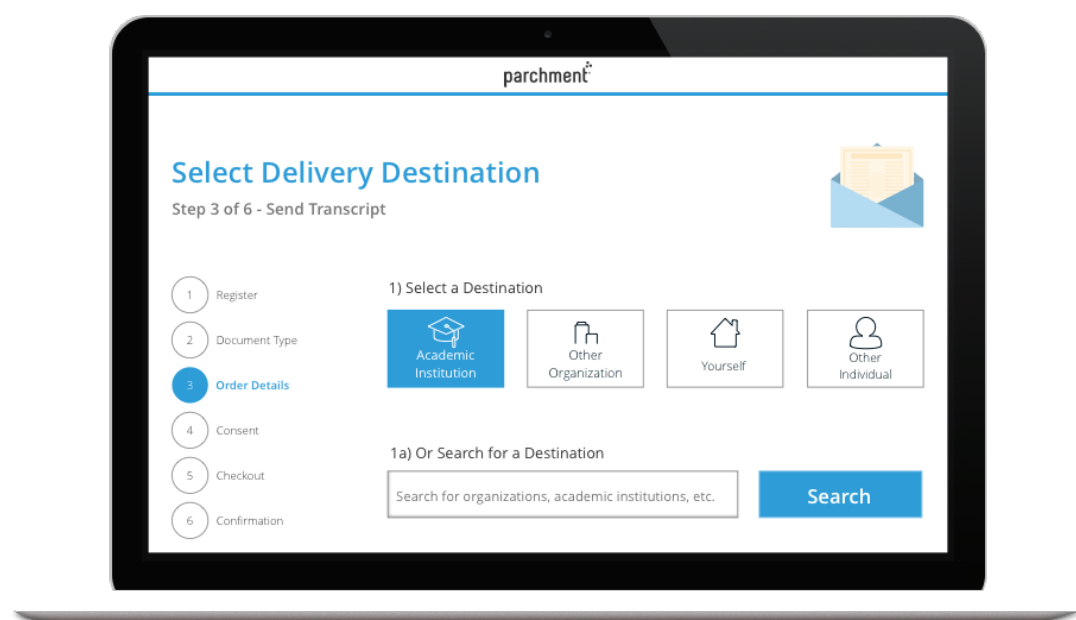 parchment
Select Delivery Destination
Step 3 of 6 - Send Transcript
1 Register
2 Document Type
3 Order Details
4 Consent
5 Checkout
6 Confirmation
1) Select a Destination
Academic
Institution
Other
Organization
Yourself
Other
Individual
1a) Or Search for a Destination
Search for organizations, academic institutions, etc.
Search